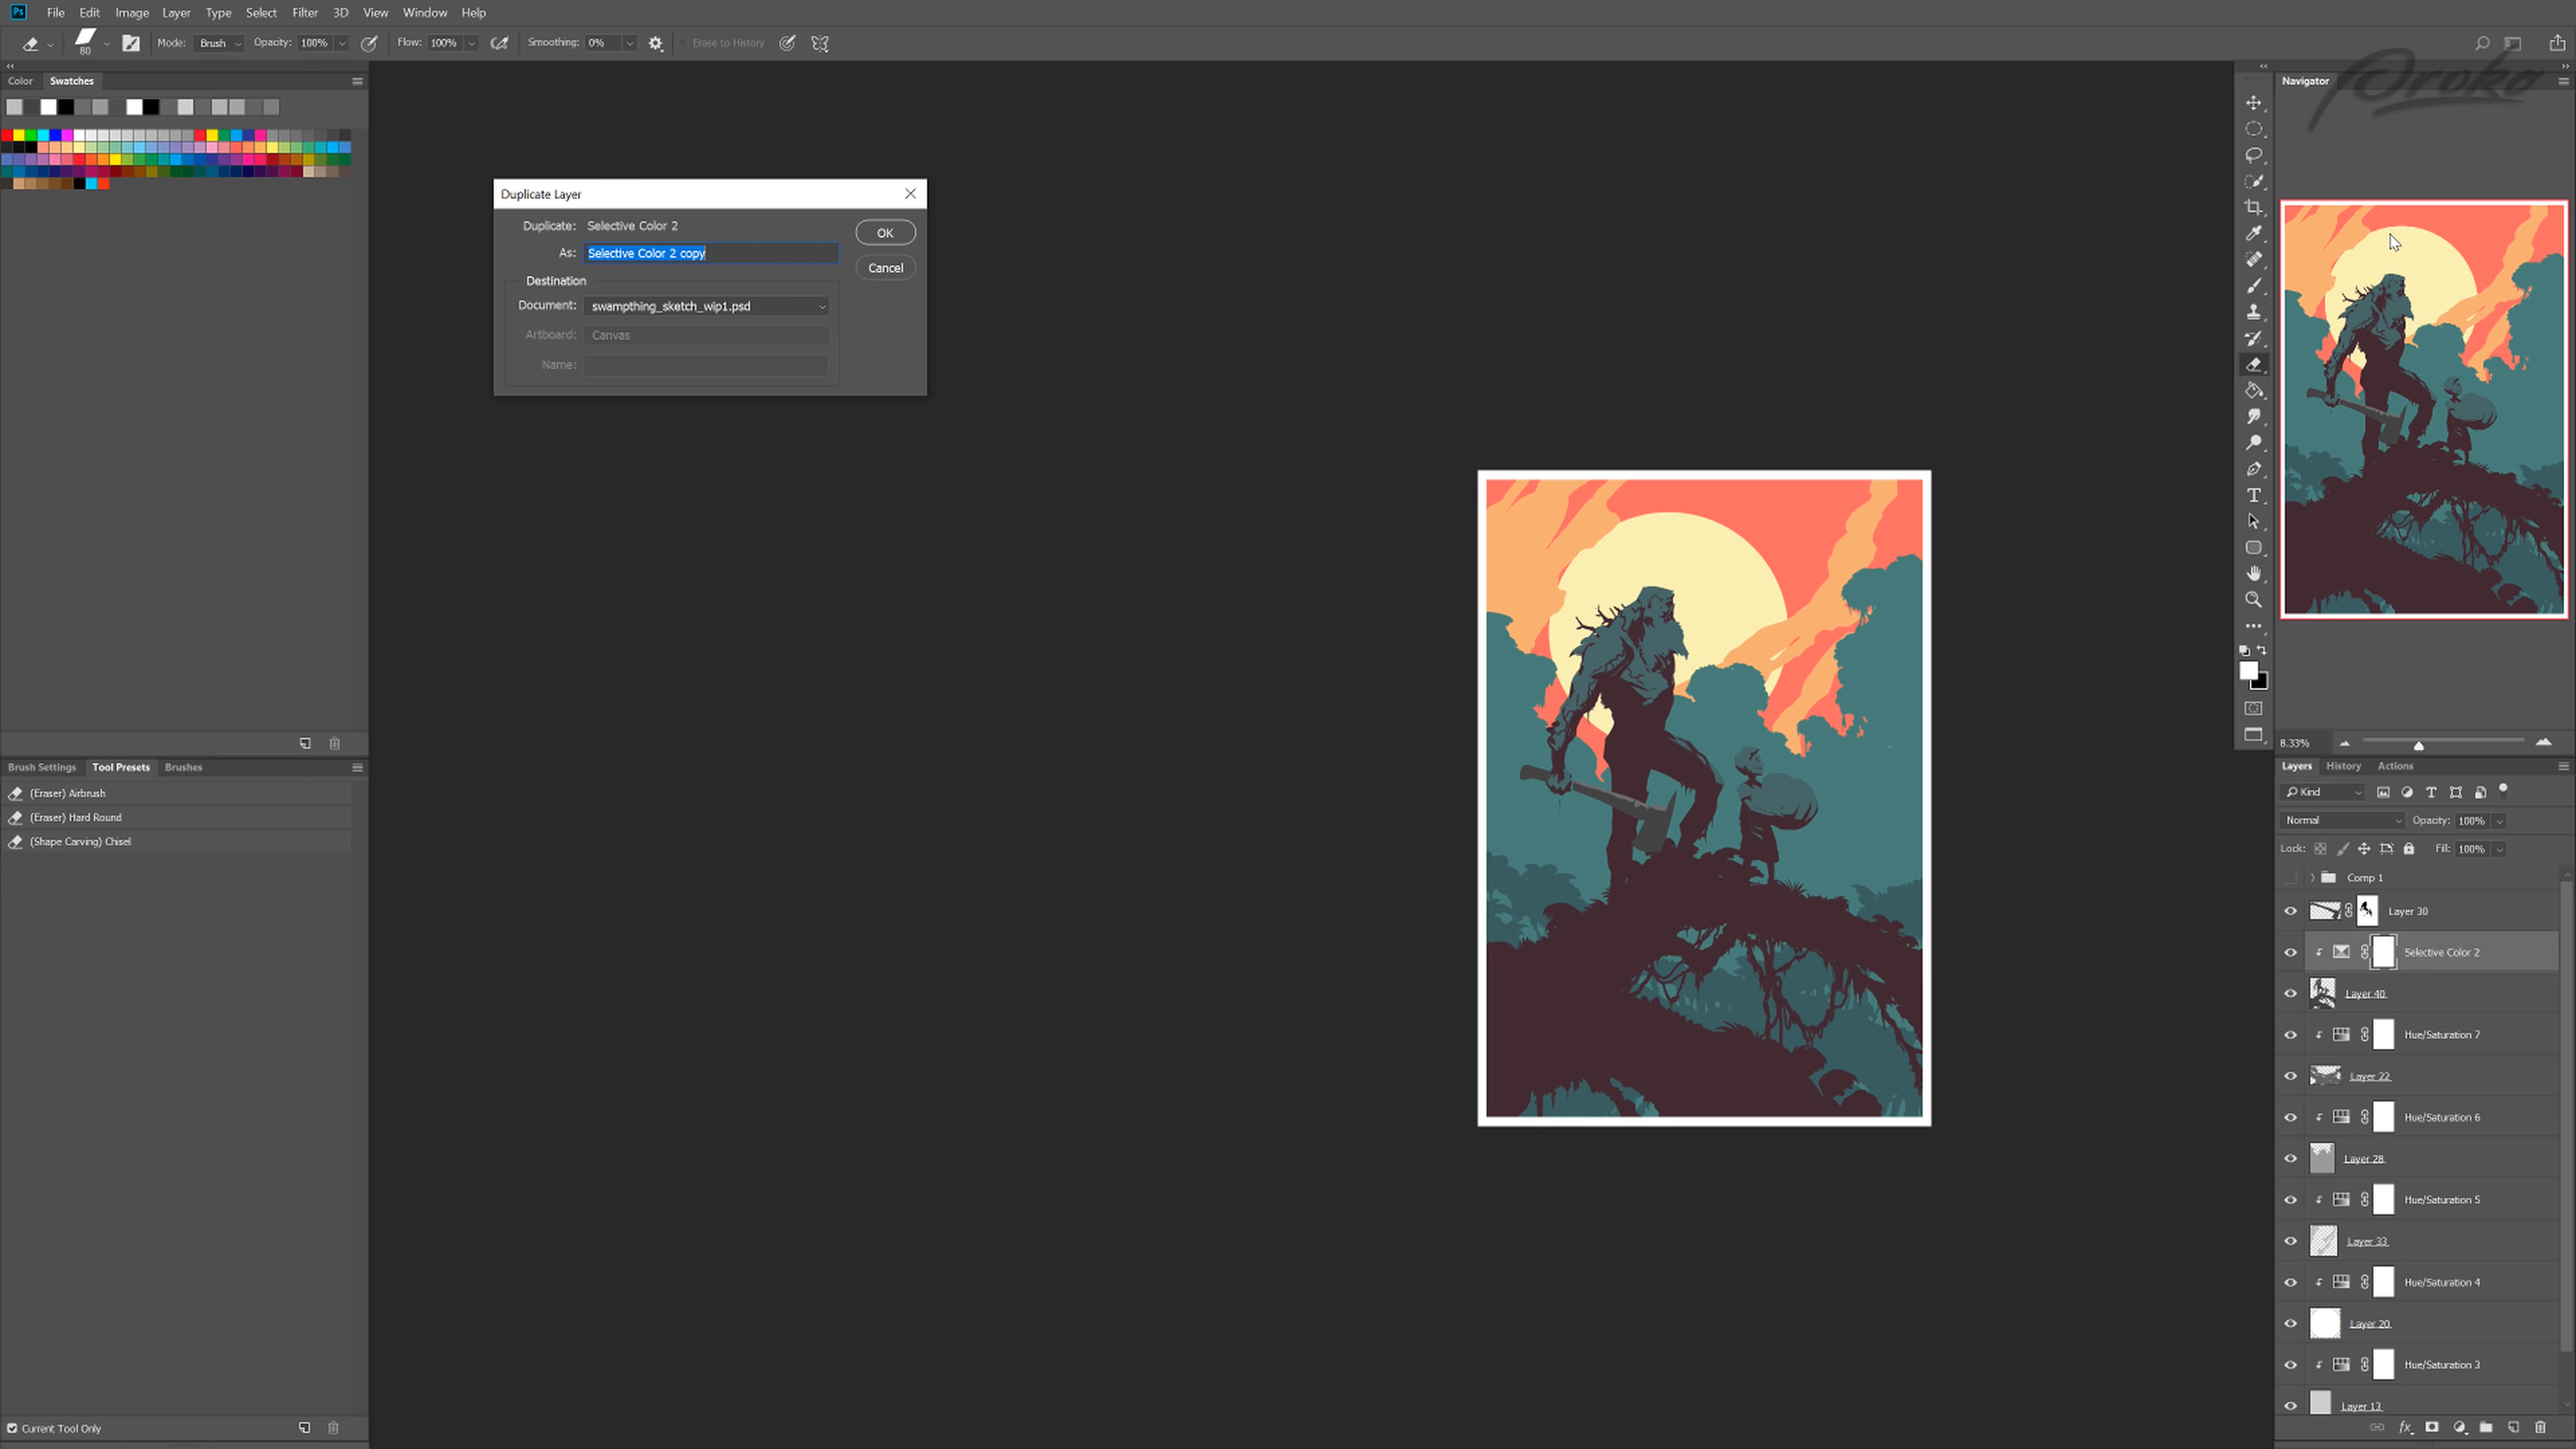 Ps File Edit Image Layer Type Select Filter 3D View Window Help
80 Mode: Brush Opacity: 100% Flow: 100% Smoothing: 0% Erase to History
Proko
Color Swatches
Navigator
Duplicate Layer
Duplicate: Selective Color 2
OK
As: Selective Color 2 copy
Cancel
Destination
Document: swampthing_sketch_wip1.psd
Artboard: Canvas
Name:
8.33%
Brush Settings Tool Presets Brushes
(Eraser) Airbrush
(Eraser) Hard Round
(Shape Carving) Chisel
Current Tool Only
Layers History Actions
Kind
Normal Opacity: 100%
Lock: Fill: 100%
Comp 1
Layer 30
Selective Color 2
Layer 40
Hue/Saturation 7
Layer 22
Hue/Saturation 6
Layer 28
Hue/Saturation 5
Layer 33
Hue/Saturation 4
Layer 20
Hue/Saturation 3
Layer 13
fx